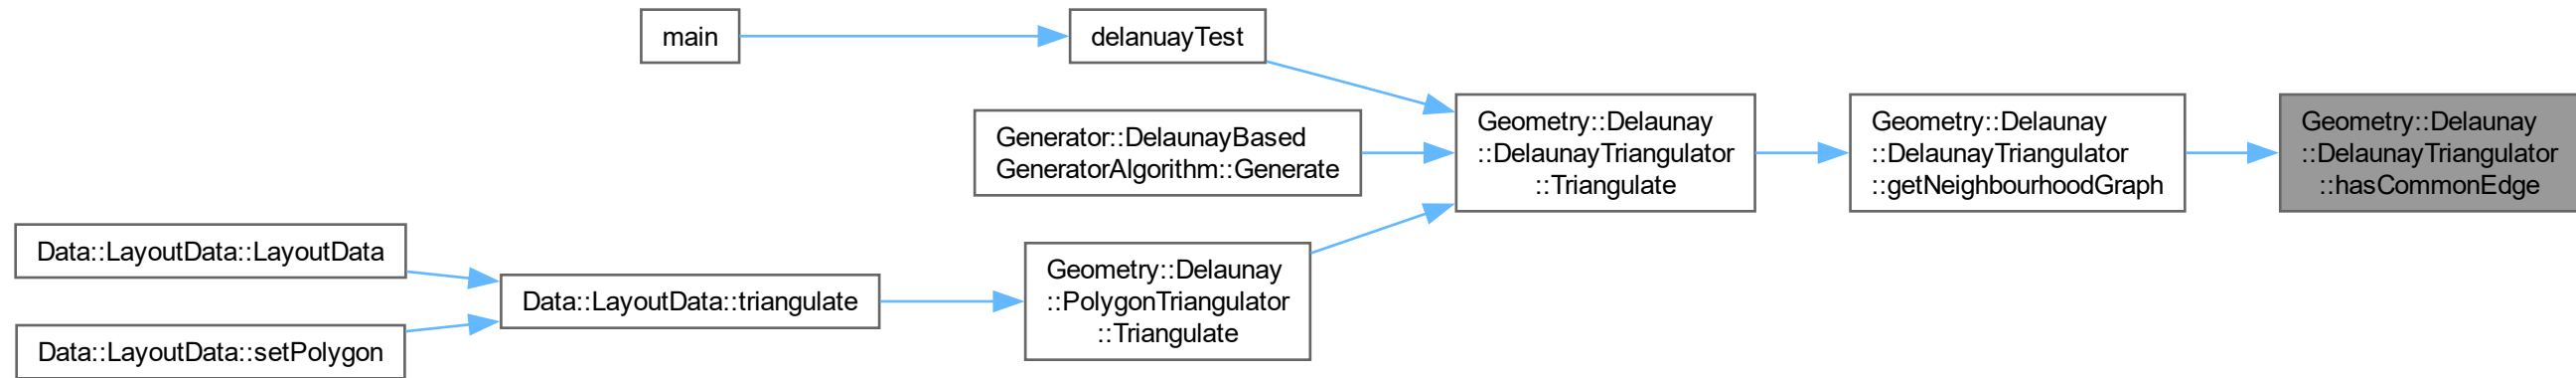 main
delanuayTest
Generator::DelaunayBased
GeneratorAlgorithm::Generate
Geometry::Delaunay
::DelaunayTriangulator
::Triangulate
Geometry::Delaunay
::DelaunayTriangulator
::getNeighbourhoodGraph
Geometry::Delaunay
::DelaunayTriangulator
::hasCommonEdge
Data::LayoutData::LayoutData
Data::LayoutData::setPolygon
Data::LayoutData::triangulate
Geometry::Delaunay
::PolygonTriangulator
::Triangulate